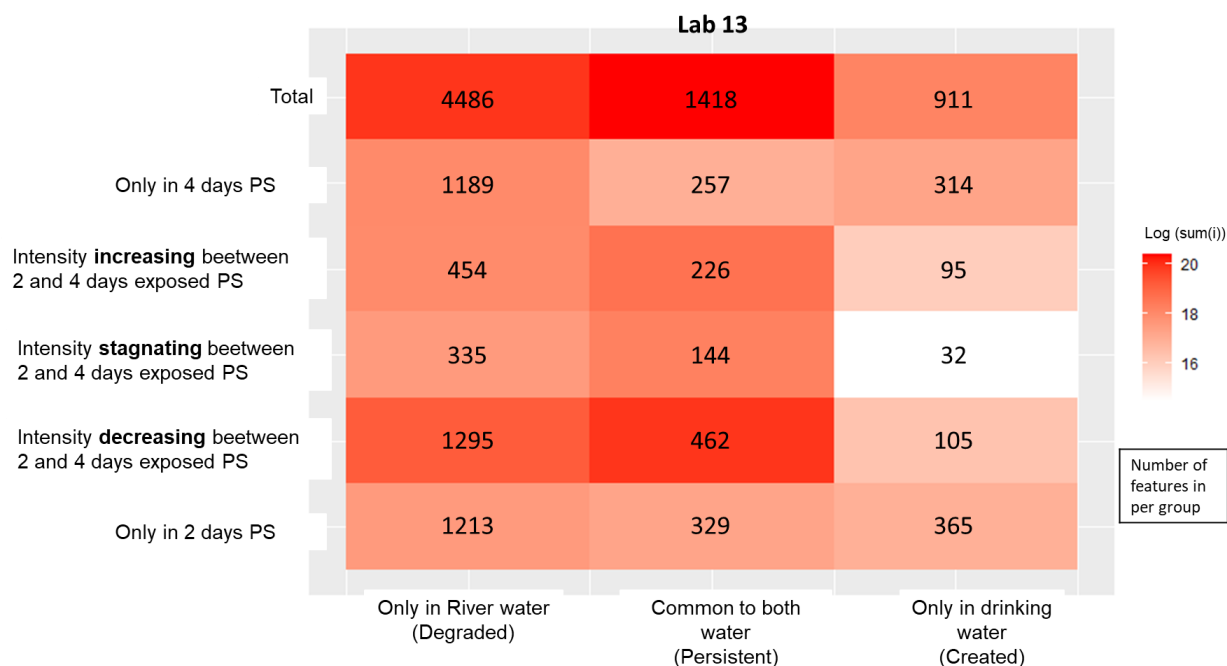 Lab 13
Total
4486 1418 911
Only in 4 days PS
1189 257 314
Intensity increasing beetween
2 and 4 days exposed PS
454 226 95
Intensity stagnating beetween
2 and 4 days exposed PS
335 144 32
Intensity decreasing beetween
2 and 4 days exposed PS
1295 462 105
Only in 2 days PS
1213 329 365
Only in River water
(Degraded)
Common to both
water
(Persistent)
Only in drinking
water
(Created)
Log (sum(i))
20
18
16
Number of
features in
per group